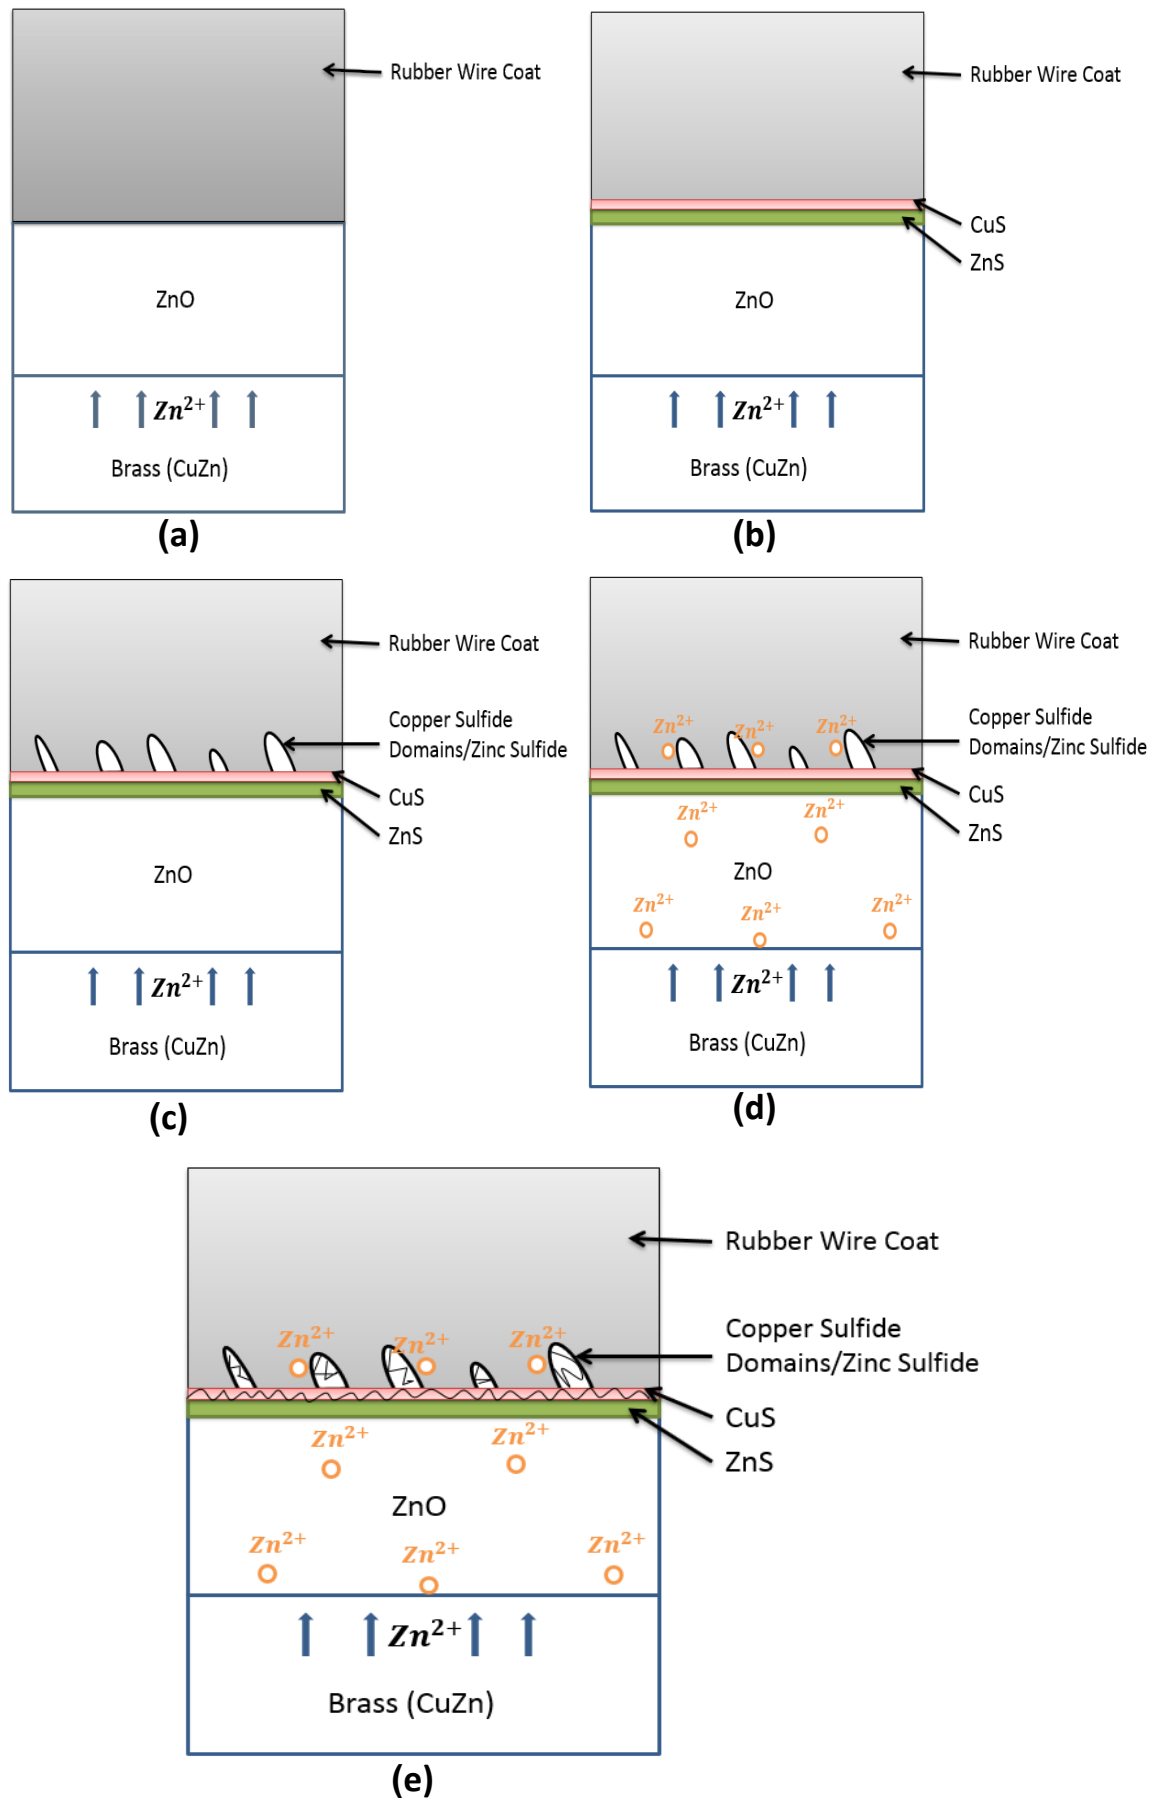 Rubber Wire Coat
ZnO
Zn2+
Brass (CuZn)
(a)
Rubber Wire Coat
CuS
ZnS
ZnO
Zn2+
Brass (CuZn)
(b)
Rubber Wire Coat
Copper Sulfide
Domains/Zinc Sulfide
CuS
ZnS
ZnO
Zn2+
Brass (CuZn)
(c)
Rubber Wire Coat
Copper Sulfide
Domains/Zinc Sulfide
Zn2+ Zn2+ Zn2+
CuS
Zn2+ Zn2+
ZnS
ZnO
Zn2+ Zn2+ Zn2+
Zn2+
Brass (CuZn)
(d)
Rubber Wire Coat
Copper Sulfide
Domains/Zinc Sulfide
Zn2+ Zn2+ Zn2+
CuS
Zn2+ Zn2+
ZnS
ZnO
Zn2+ Zn2+ Zn2+
Zn2+
Brass (CuZn)
(e)